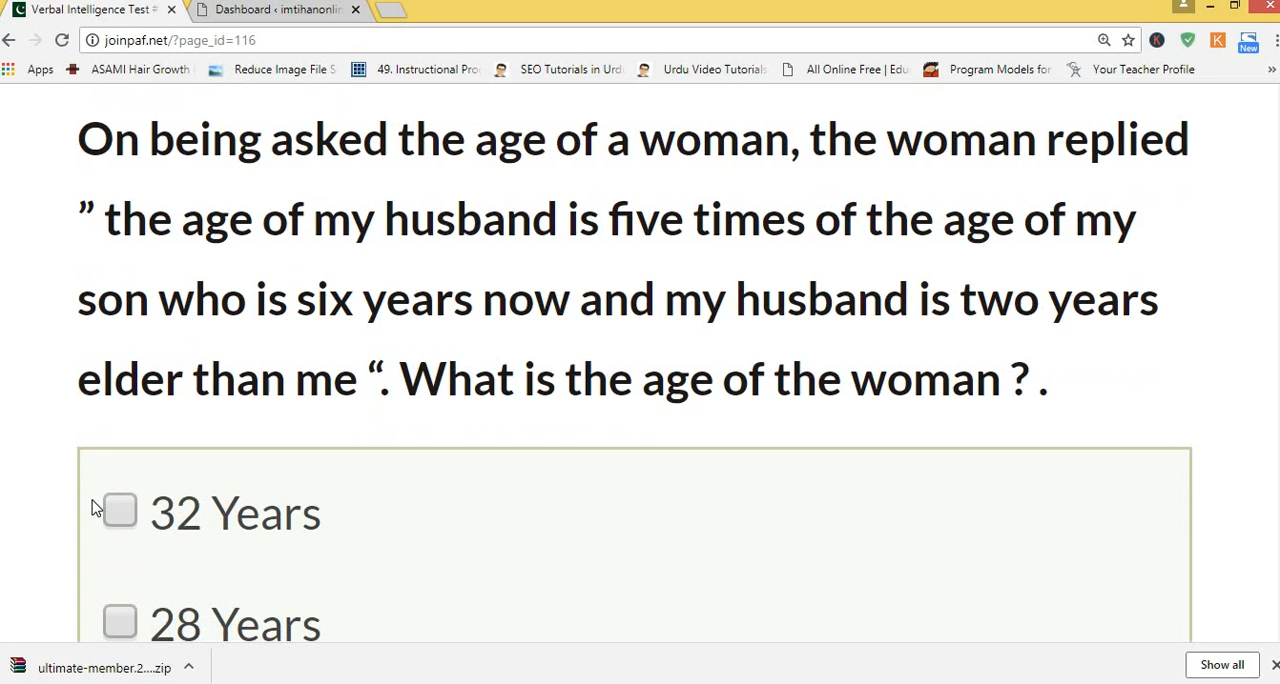 Verbal Intelligence Test
Dashboard ‹ imtihanonlin
joinpaf.net/?page_id=116
Apps ASAMI Hair Growth Reduce Image File S 49. Instructional Pro SEO Tutorials in Urd Urdu Video Tutorials All Online Free | Edu Program Models for Your Teacher Profile »
K K New
On being asked the age of a woman, the woman replied
” the age of my husband is five times of the age of my
son who is six years now and my husband is two years
elder than me “. What is the age of the woman ? .
32 Years
28 Years
ultimate-member.2....zip
Show all